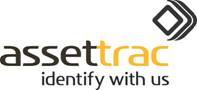 assettrac
identify with us